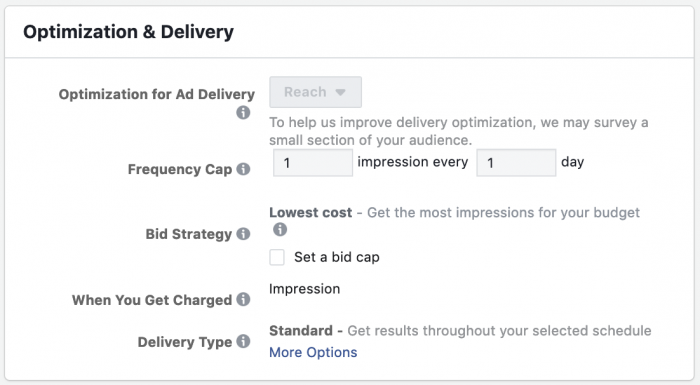 Optimization & Delivery
Optimization for Ad Delivery
Reach
To help us improve delivery optimization, we may survey a
small section of your audience.
Frequency Cap
1 impression every 1 day
Bid Strategy
Lowest cost - Get the most impressions for your budget
Set a bid cap
When You Get Charged
Impression
Delivery Type
Standard - Get results throughout your selected schedule
More Options